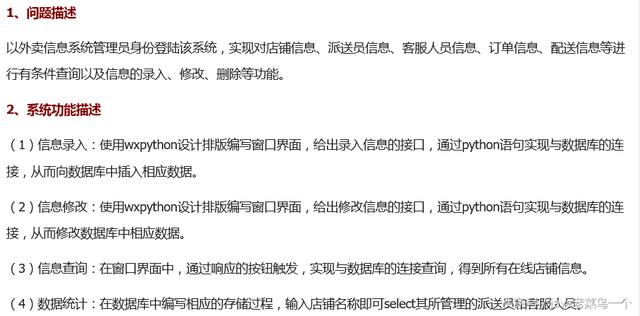 1、问题描述
以外卖信息系统管理员身份登陆该系统，实现对店铺信息、派送员信息、客服人员信息、订单信息、配送信息等进
行有条件查询以及信息的录入、修改、删除等功能。
2、系统功能描述
（1）信息录入：使用wxpython设计排版编写窗口界面，给出录入信息的接口，通过python语句实现与数据库的连
接，从而向数据库中插入相应数据。
（2）信息修改：使用wxpython设计排版编写窗口界面，给出修改信息的接口，通过python语句实现与数据库的连
接，从而修改数据库中相应数据。
（3）信息查询：在窗口界面中，通过响应的按钮触发，实现与数据库的连接查询，得到所有在线店铺信息。
（4）数据统计：在数据库中编写相应的存储过程，输入店铺名称即可select其所管理的派送员和客服人员。